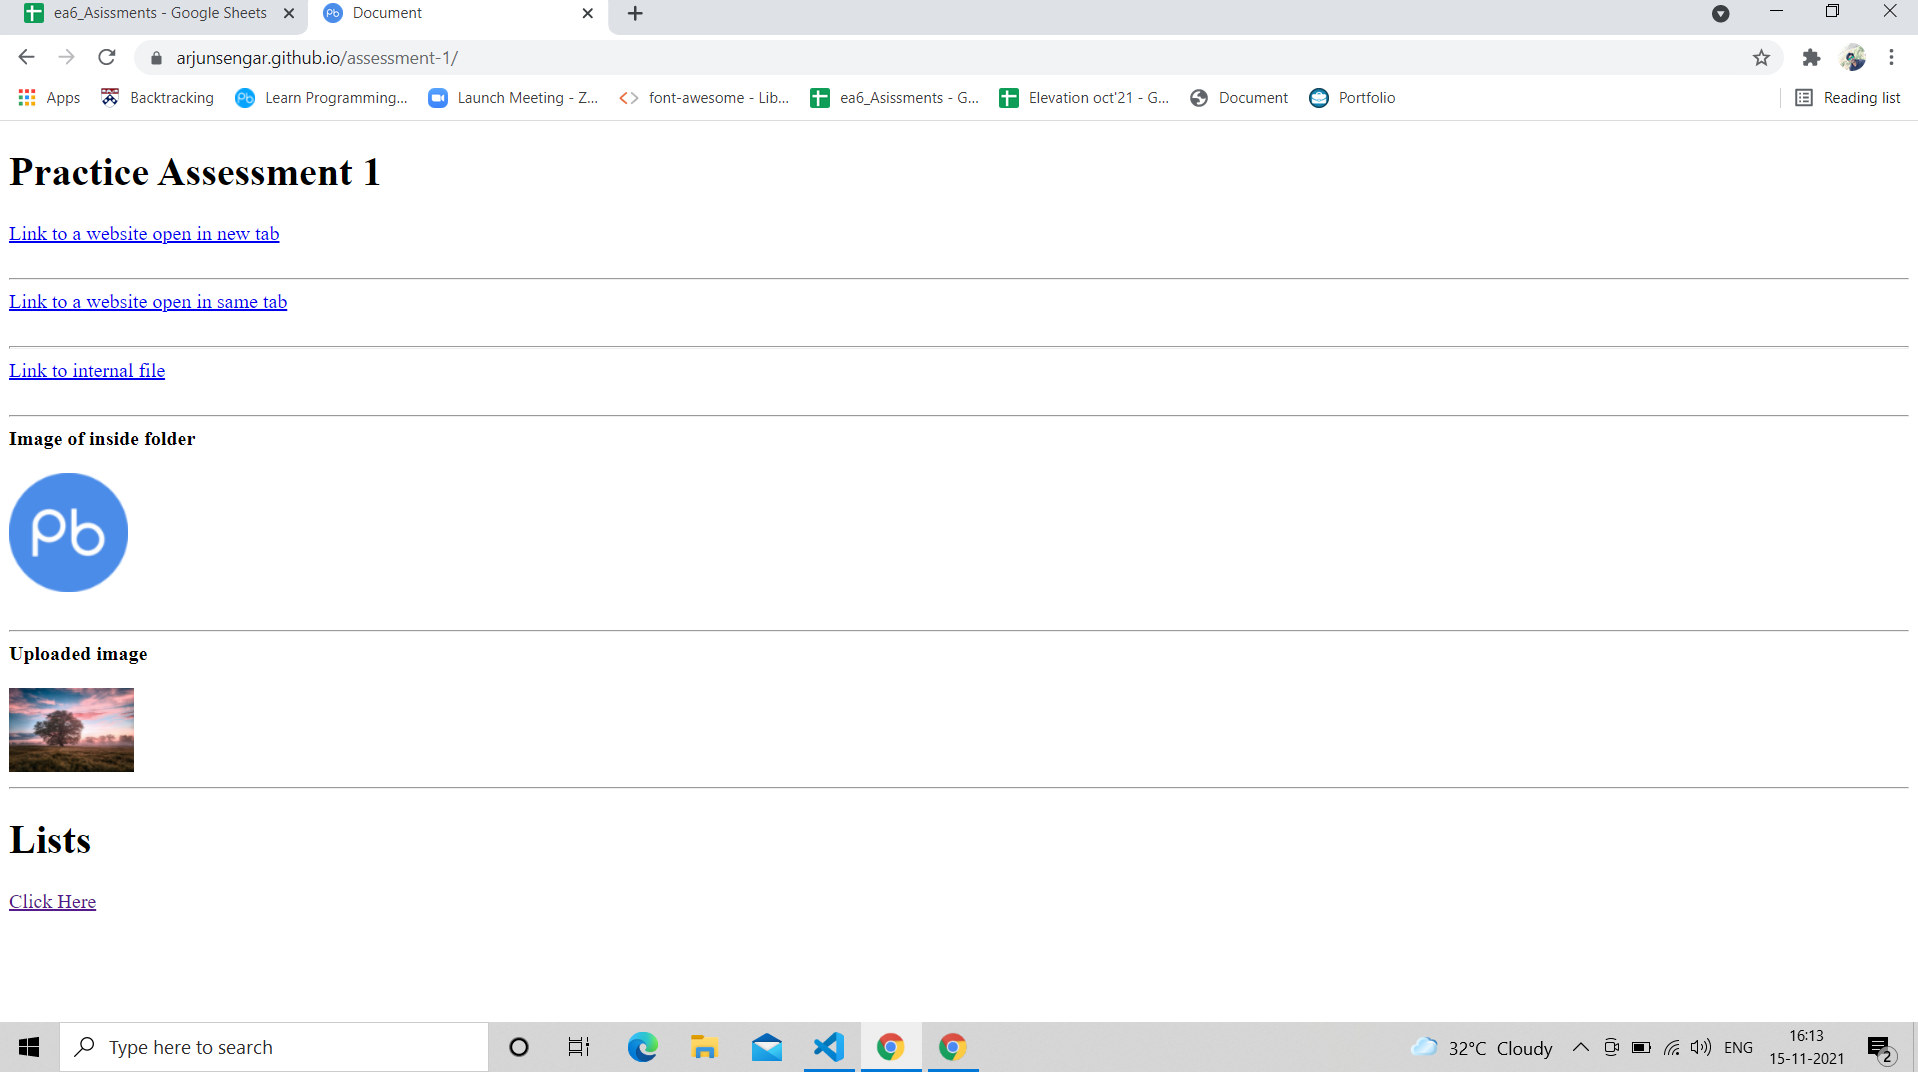 ea6_Asissments - Google Sheets
Document
arjunsengar.github.io/assessment-1/
Apps
Backtracking
Learn Programming...
Launch Meeting - Z...
font-awesome - Lib...
ea6_Asissments - G...
Elevation oct'21 - G...
Document
Portfolio
Reading list
Practice Assessment 1
Link to a website open in new tab
Link to a website open in same tab
Link to internal file
Image of inside folder
Pb
Uploaded image
Lists
Click Here
Type here to search
32°C Cloudy
ENG
16:13
15-11-2021
2